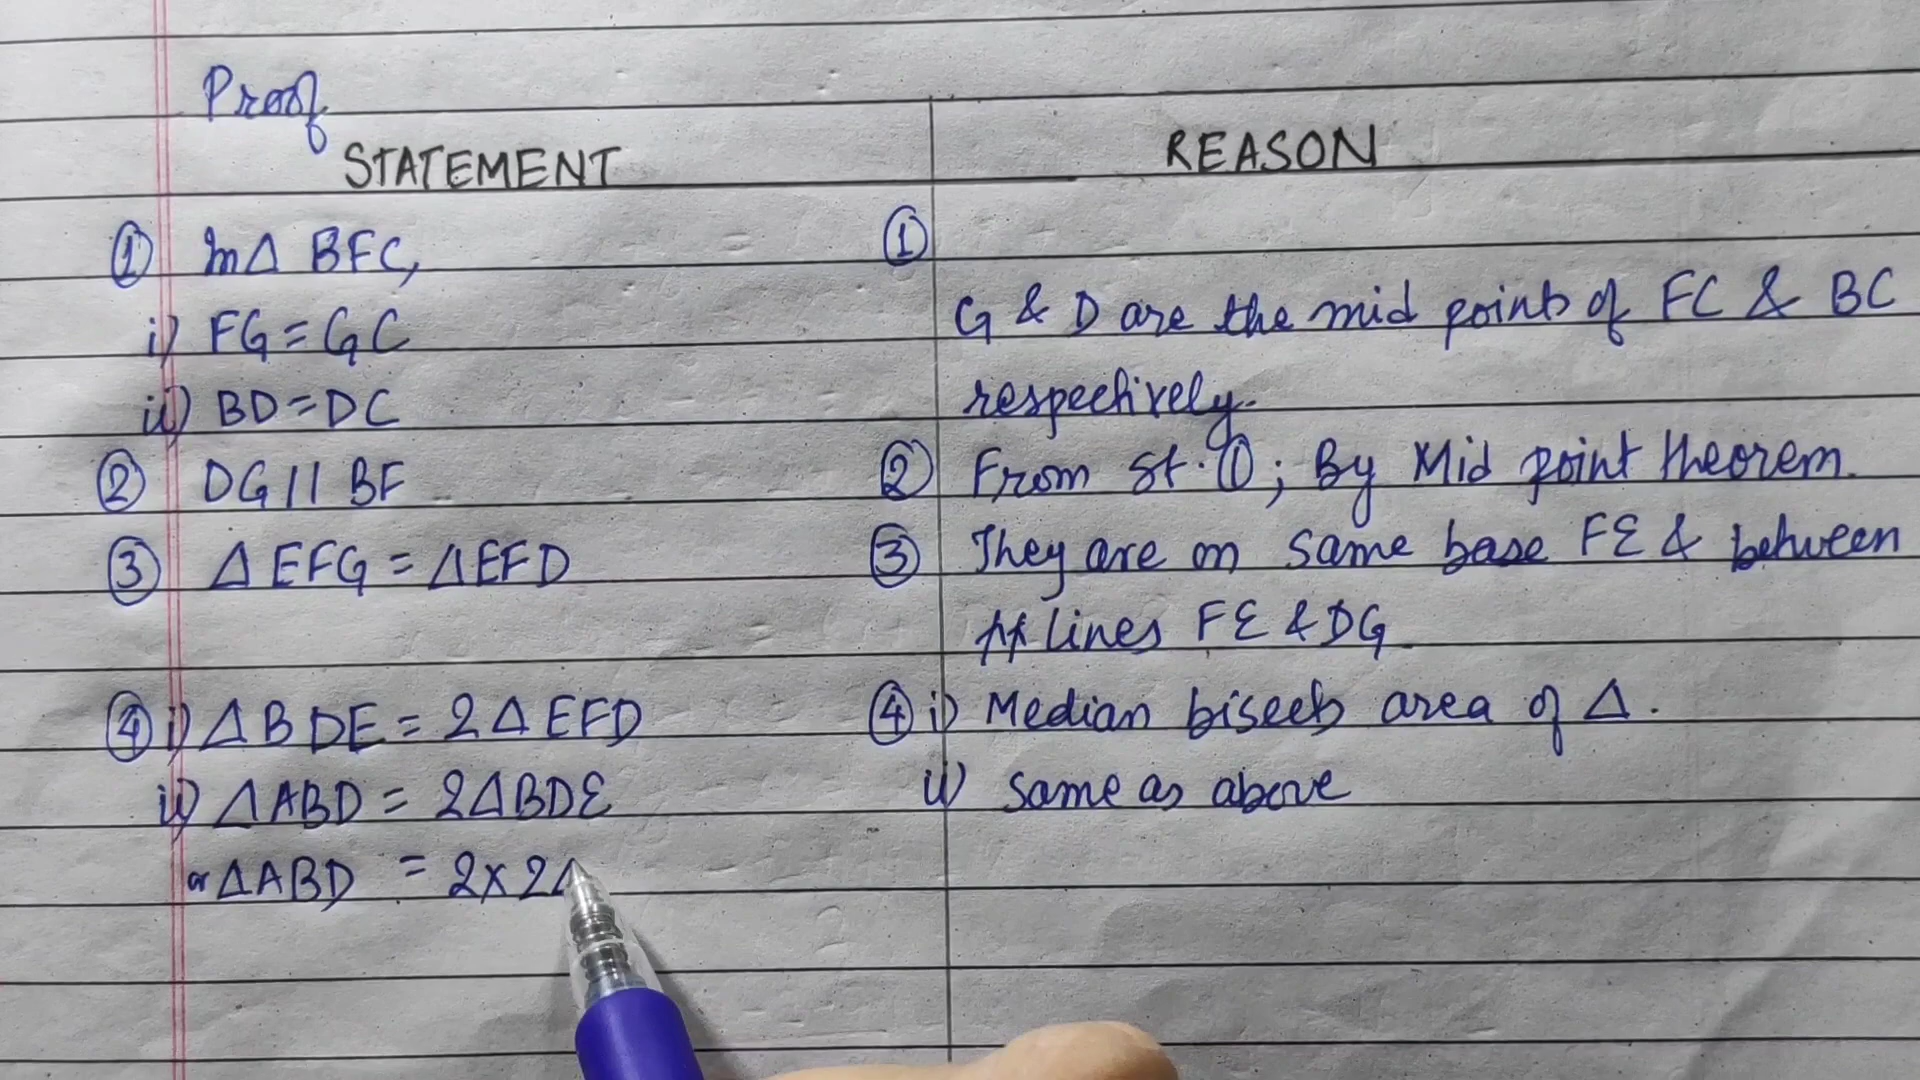 Proof
STATEMENT
REASON
① In Δ BFC,
①
i) FG = GC
G & D are the mid points of FC & BC
ii) BD = DC
respectively.
② DG || BF
② From St. ①; By Mid point theorem.
③ Δ EFG = Δ EFD
③ They are on same base FE & between
lines FE & DG
④ i) Δ BDE = 2 Δ EFD
④ i) Median bisects area of Δ.
ii) Δ ABD = 2 Δ BDE
ii) same as above
or Δ ABD = 2 × 2 Δ